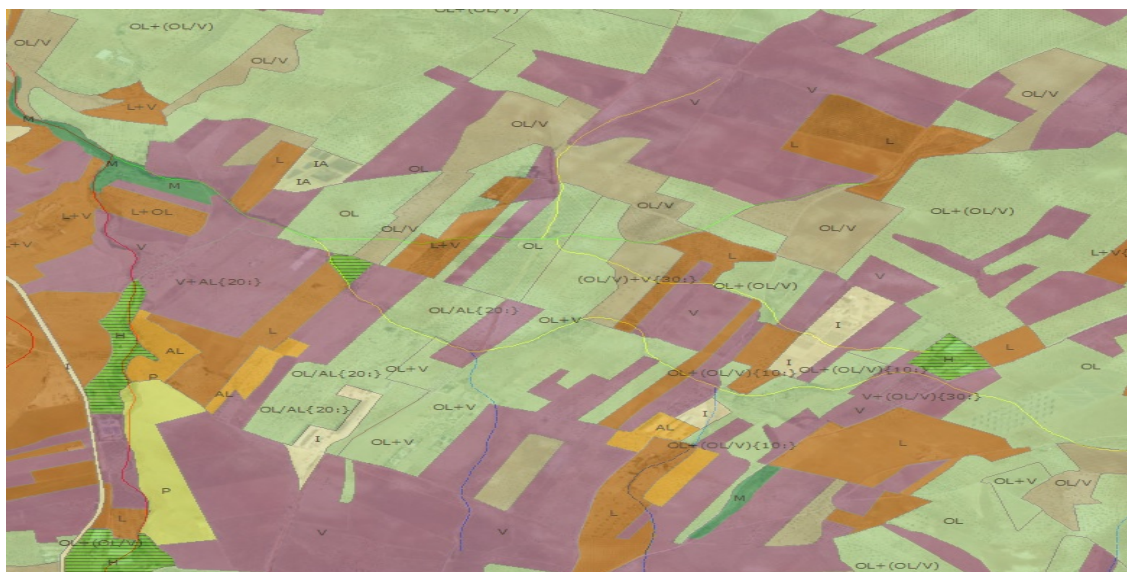 OL+(OL/V)
OL+(OL/V)
OL/V
OL/V
OL/V
L+V
V
V
M
OL/V
L
L
L
IA
M
IA
OL
M
L+V
L+OL
OL
OL/V
OL+(OL/V)
L+V
V
OL/V
L+V
OL
OL/V
L
L+V
V+AL{20:}
(OL/V)+V{30:}
V
OL+(OL/V)
OL/AL{20:}
OL+V
V
L
I
H
AL
I
L
H
I
P
OL/AL{20:}
OL+V
OL+(OL/V){10:}
OL+(OL/V){10:}
AL
V+(OL/V){30:}
OL/AL{20:}
OL+V
I
V
AL
I
OL+V
OL+(OL/V){10:}
L
P
M
OL+V
OL/V
L
L
OL
V
V
OL+(OL/V)
H
OL+(OL/V)